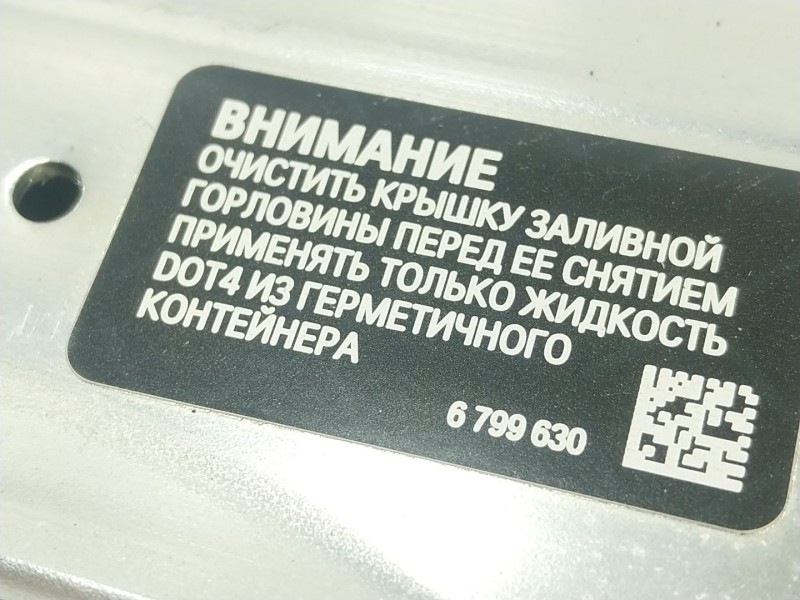 ВНИМАНИЕ
ОЧИСТИТЬ КРЫШКУ ЗАЛИВНОЙ
ГОРЛОВИНЫ ПЕРЕД ЕЕ СНЯТИЕМ
ПРИМЕНЯТЬ ТОЛЬКО ЖИДКОСТЬ
DOT4 ИЗ ГЕРМЕТИЧНОГО
КОНТЕЙНЕРА
6 799 630